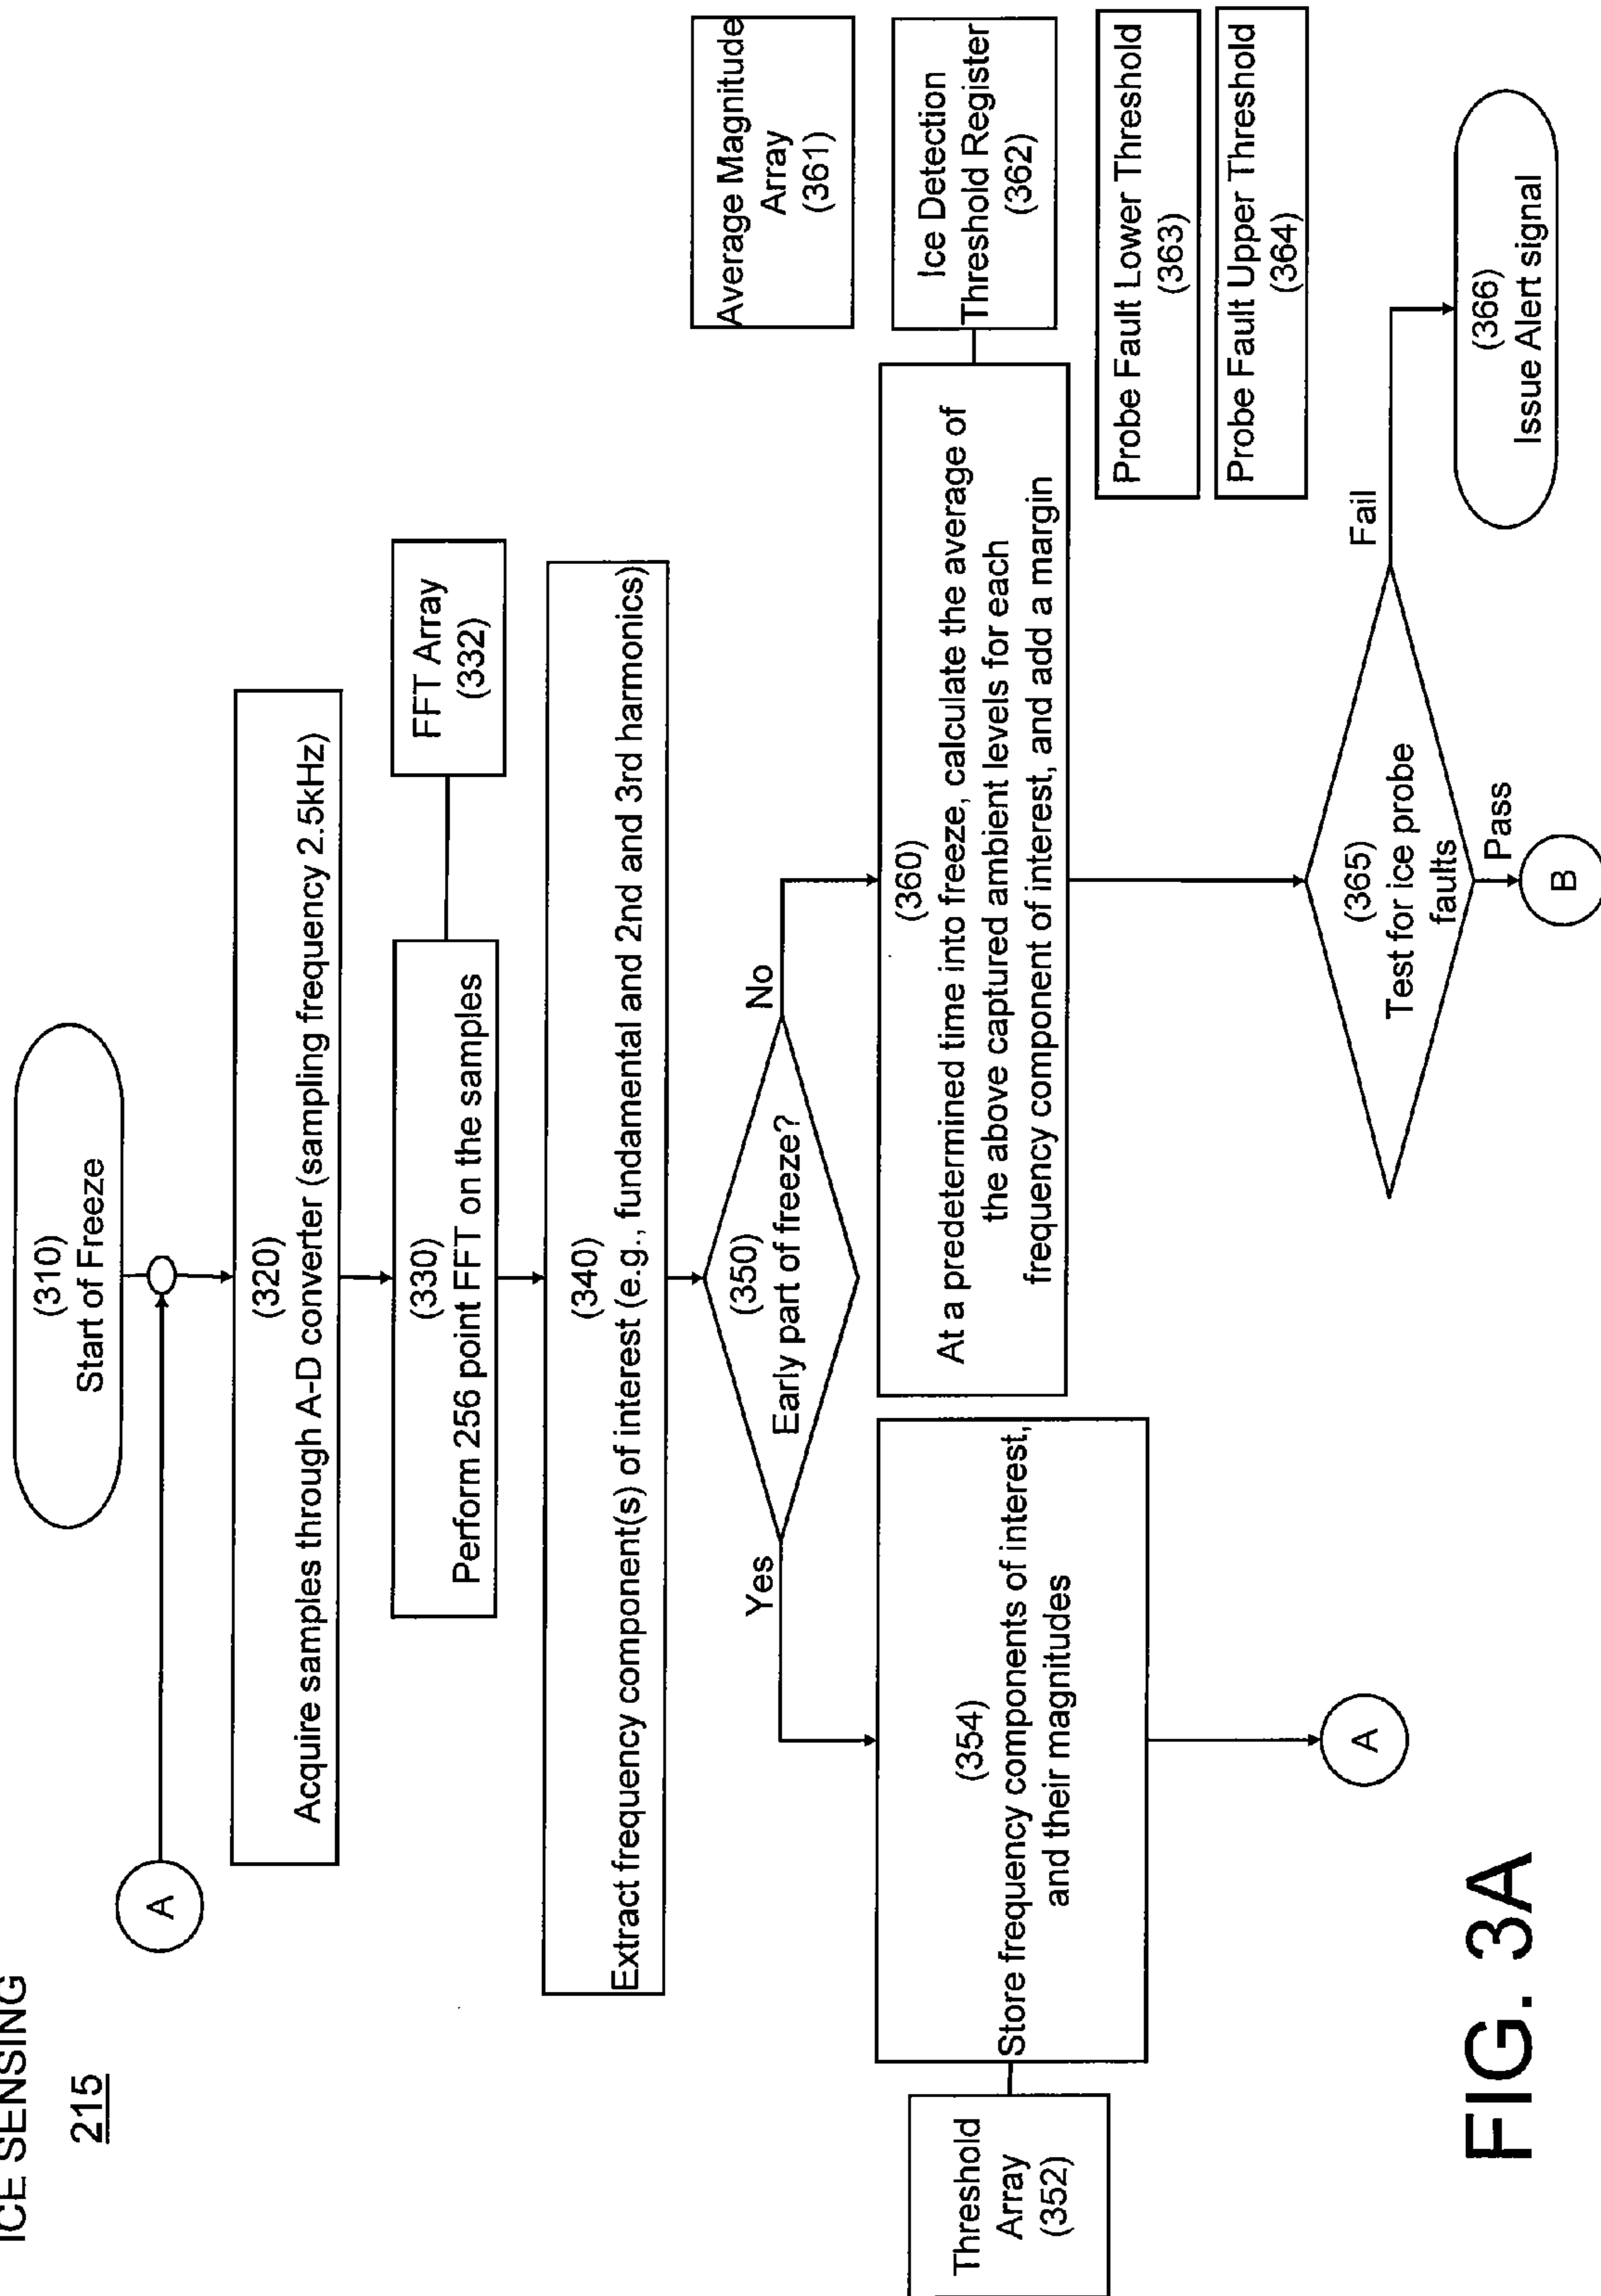 ICE SENSING
215
(310)
Start of Freeze
A
(320)
Acquire samples through A-D converter (sampling frequency 2.5kHz)
(330)
Perform 256 point FFT on the samples
FFT Array
(332)
(340)
Extract frequency component(s) of interest (e.g., fundamental and 2nd and 3rd harmonics)
(350)
Early part of freeze?
Yes
No
Threshold
Array
(352)
(354)
Store frequency components of interest,
and their magnitudes
A
(360)
At a predetermined time into freeze, calculate the average of
the above captured ambient levels for each
frequency component of interest, and add a margin
Average Magnitude
Array
(361)
Ice Detection
Threshold Register
(362)
Probe Fault Lower Threshold
(363)
Probe Fault Upper Threshold
(364)
(365)
Test for ice probe
faults
Fail
Pass
(366)
Issue Alert signal
B
FIG. 3A